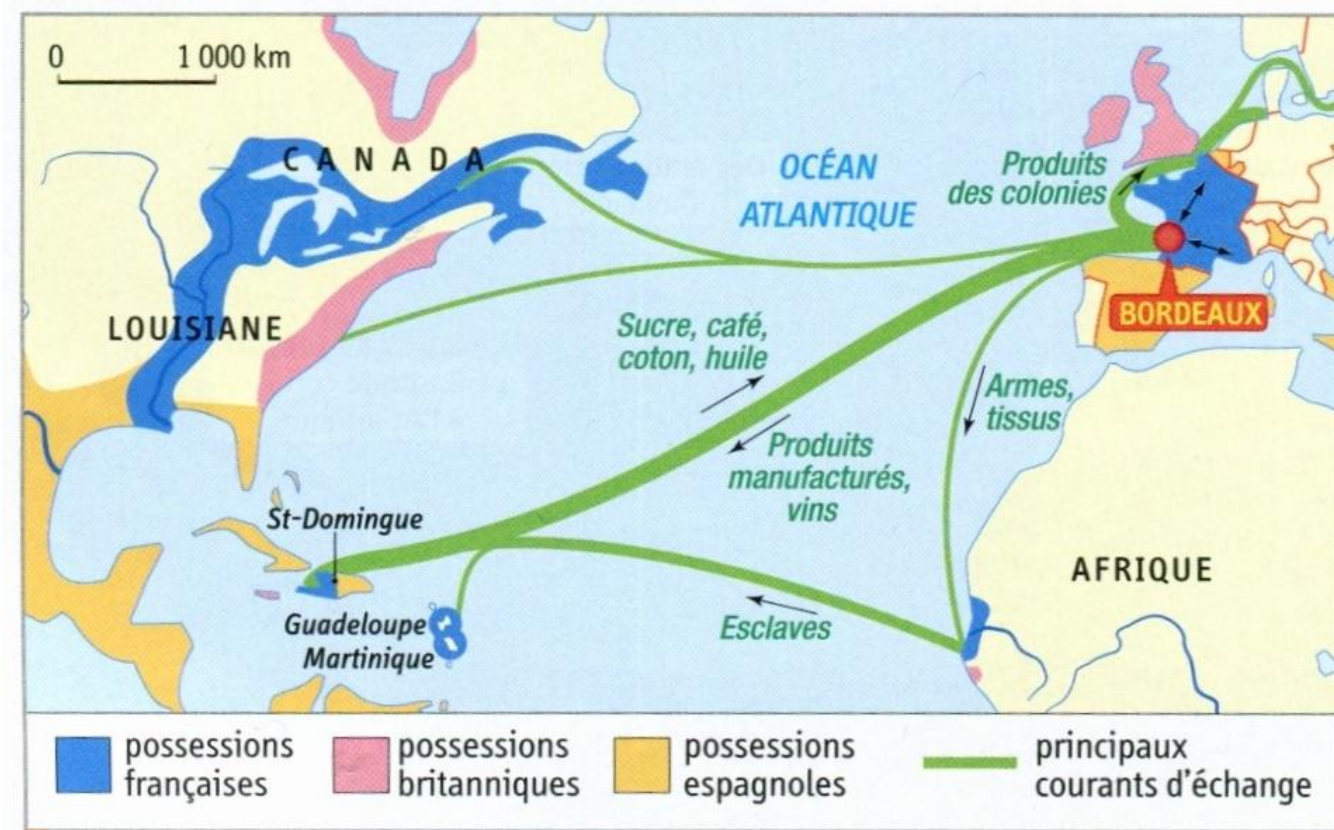 0 1 000 km
CANADA
OCÉAN
ATLANTIQUE
Produits
des colonies
BORDEAUX
LOUISIANE
Sucre, café,
coton, huile
Armes,
tissus
Produits
manufacturés,
vins
St-Domingue
AFRIQUE
Guadeloupe
Martinique
Esclaves
possessions
françaises
possessions
britanniques
possessions
espagnoles
principaux
courants d'échange